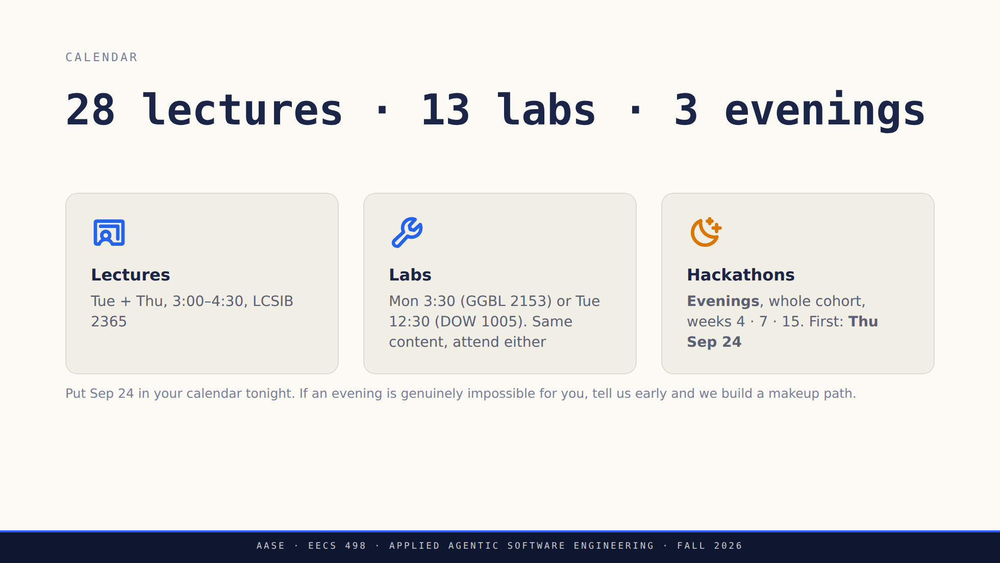 CALENDAR
28 lectures · 13 labs · 3 evenings
Lectures
Tue + Thu, 3:00–4:30, LCSIB
2365
Labs
Mon 3:30 (GGBL 2153) or Tue
12:30 (DOW 1005). Same
content, attend either
Hackathons
Evenings, whole cohort,
weeks 4 · 7 · 15. First: Thu
Sep 24
Put Sep 24 in your calendar tonight. If an evening is genuinely impossible for you, tell us early and we build a makeup path.
AASE · EECS 498 · APPLIED AGENTIC SOFTWARE ENGINEERING · FALL 2026